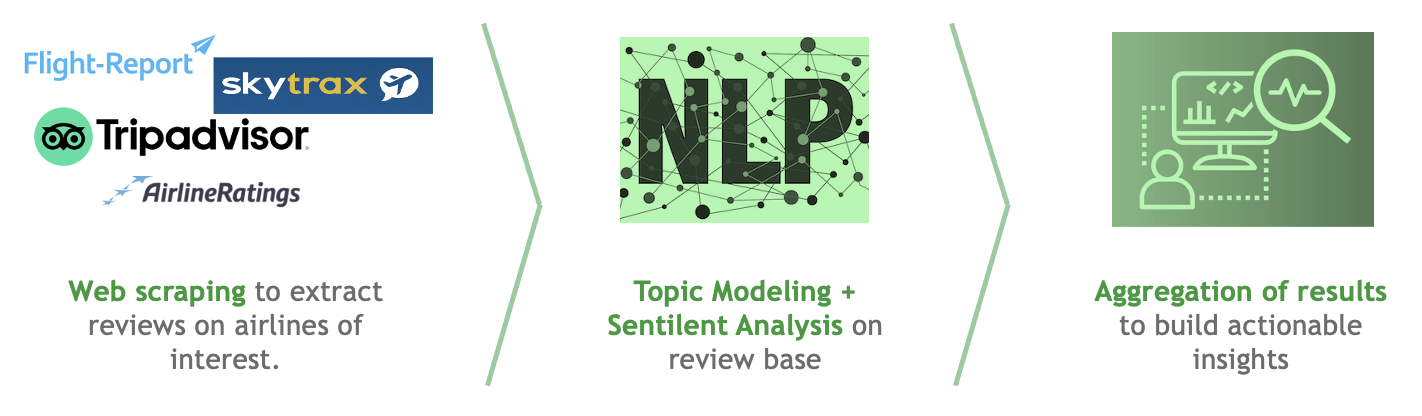 Flight-Report
skytrax
Tripadvisor
AirlineRatings
NLP
</>
Web scraping to extract
reviews on airlines of
interest.
Topic Modeling +
Sentilent Analysis on
review base
Aggregation of results
to build actionable
insights